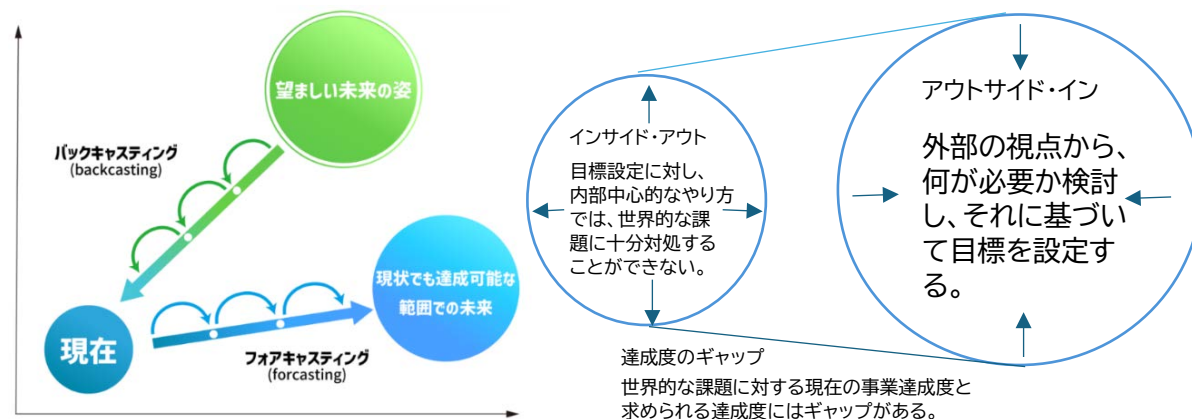 望ましい未来の姿
バックキャスティング
(backcasting)
現在
現状でも達成可能な
範囲での未来
フォアキャスティング
(forcasting)
インサイド・アウト
目標設定に対し、
内部中心的なやり方
では、世界的な課
題に十分対処する
ことができない。
アウトサイド・イン
外部の視点から、
何が必要か検討
し、それに基づい
て目標を設定す
る。
達成度のギャップ
世界的な課題に対する現在の事業達成度と
求められる達成度にはギャップがある。